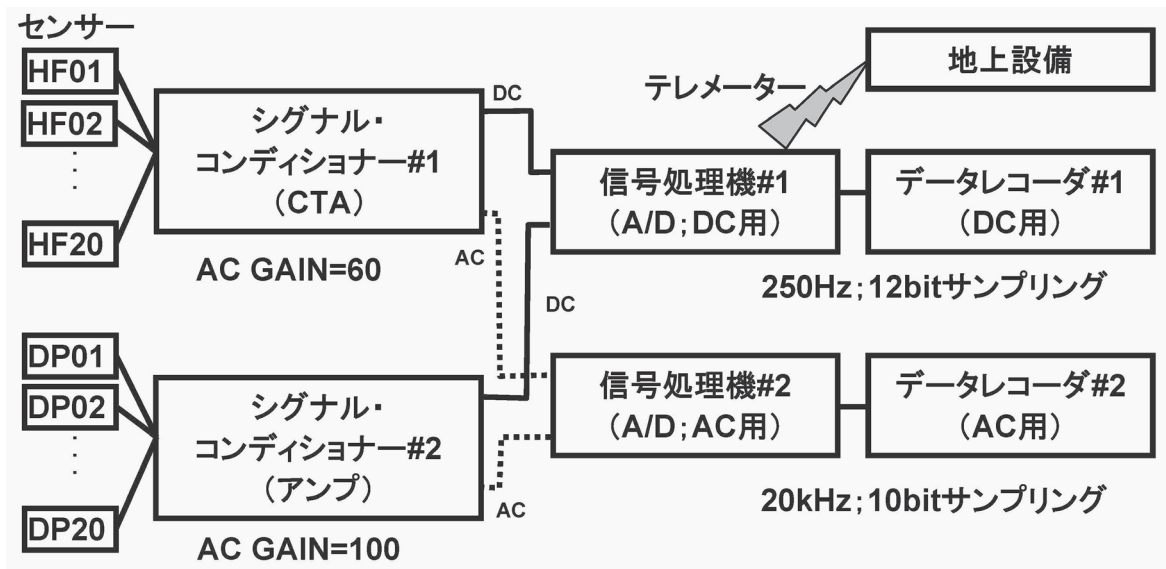 センサー
HF01
HF02
HF20
シグナル・
コンディショナー#1
(CTA)
AC GAIN=60
DC
AC
テレメーター
地上設備
信号処理機#1
(A/D;DC用)
データレコーダ#1
(DC用)
250Hz;12bitサンプリング
DP01
DP02
DP20
シグナル・
コンディショナー#2
(アンプ)
AC GAIN=100
DC
AC
信号処理機#2
(A/D;AC用)
データレコーダ#2
(AC用)
20kHz;10bitサンプリング